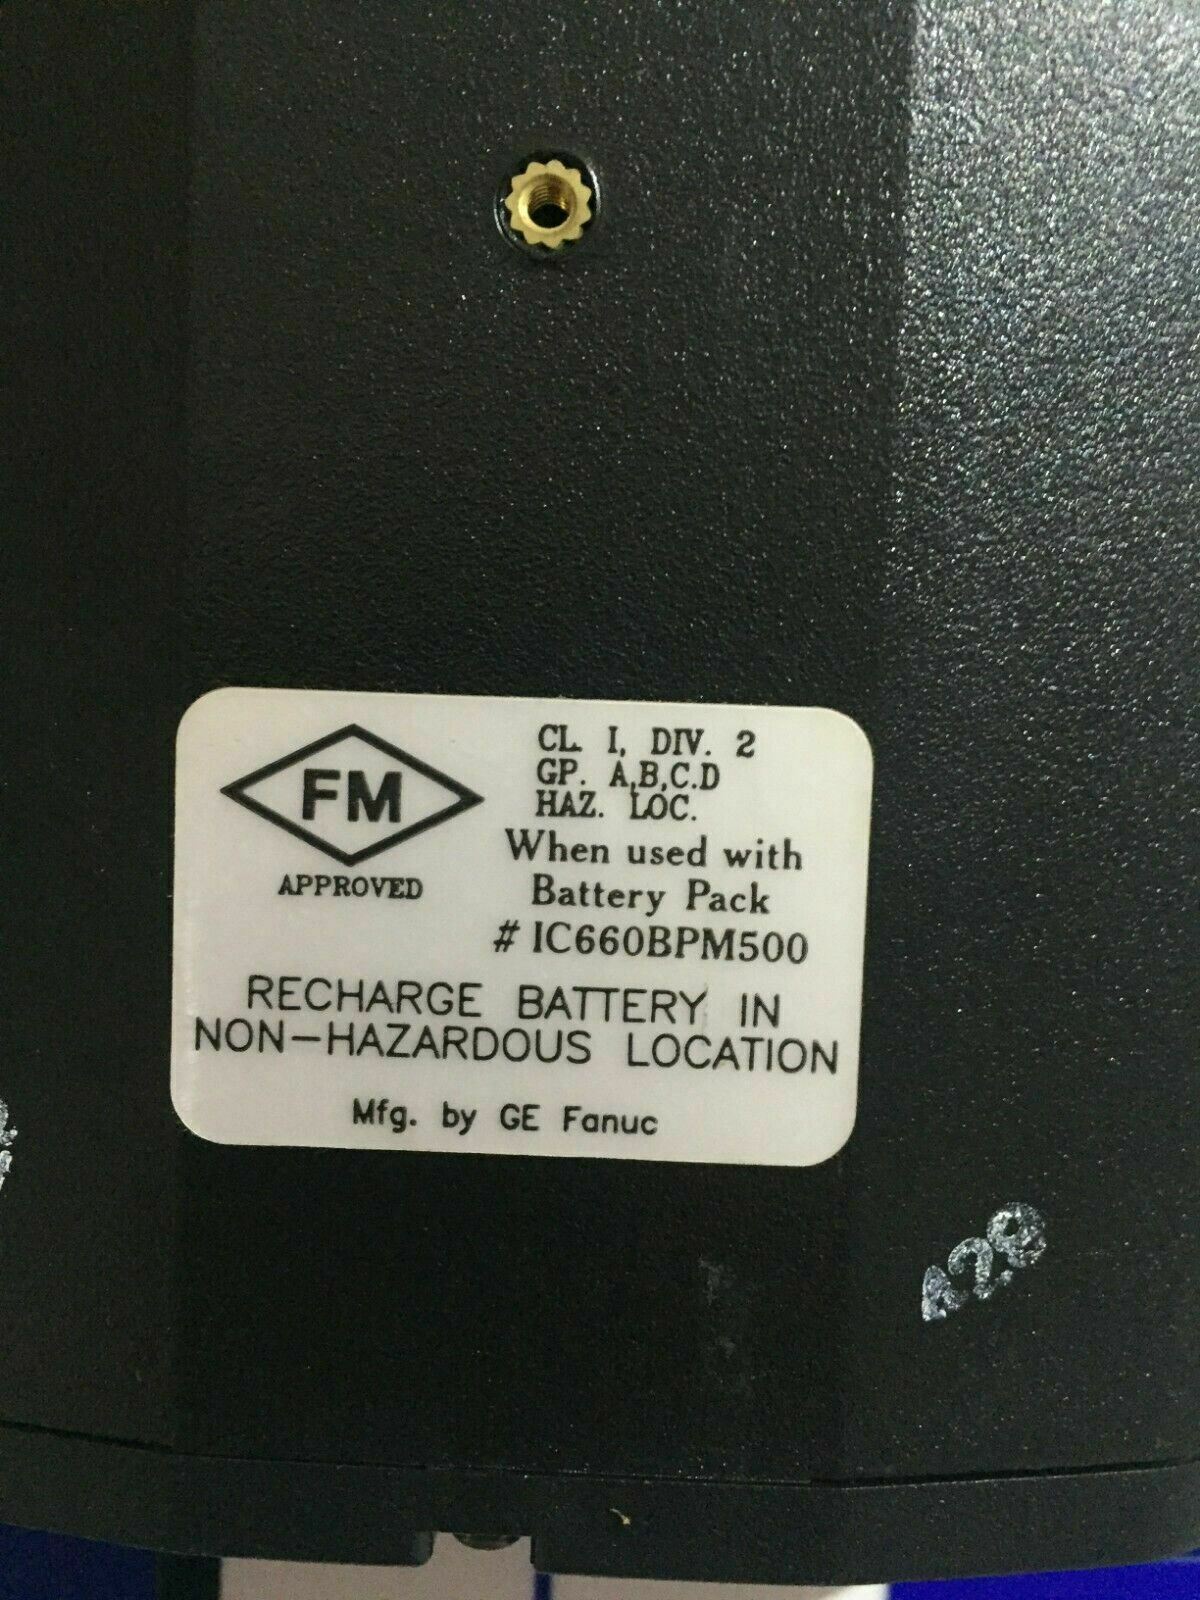 FM
APPROVED
CL. I, DIV. 2
GP. A,B,C.D
HAZ. LOC.
When used with
Battery Pack
# IC660BPM500
RECHARGE BATTERY IN
NON-HAZARDOUS LOCATION
Mfg. by GE Fanuc